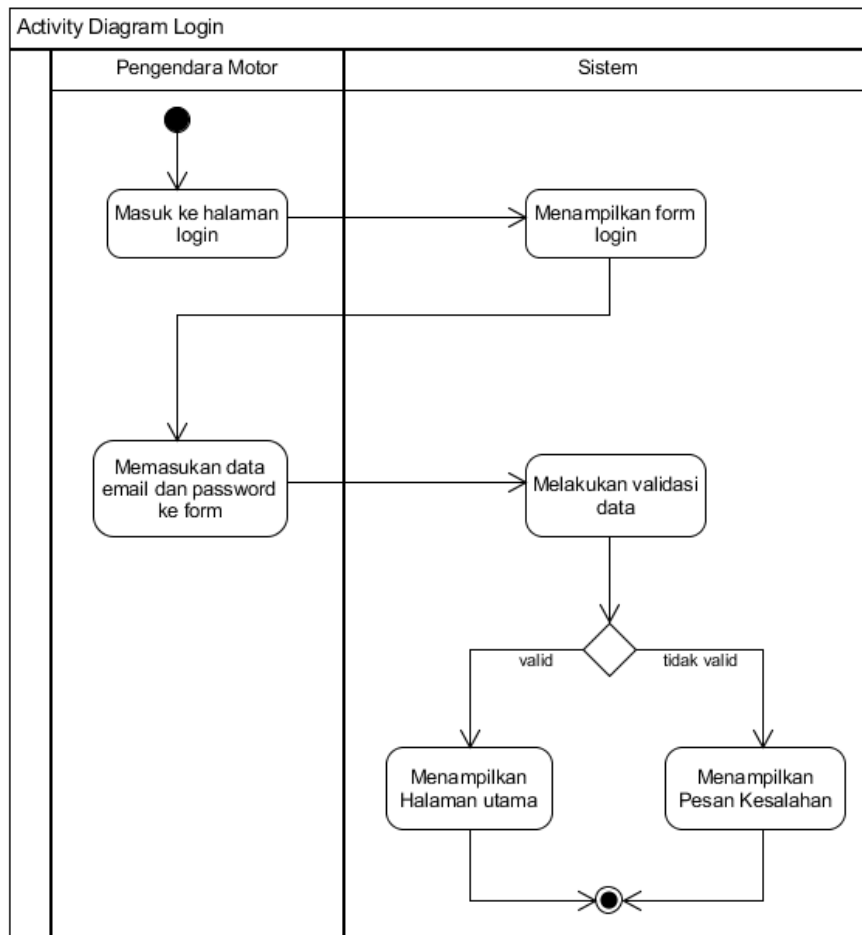 Activity Diagram Login
Pengendara Motor
Sistem
Masuk ke halaman
login
Menampilkan form
login
Memasukan data
email dan password
ke form
Melakukan validasi
data
valid
tidak valid
Menampilkan
Halaman utama
Menampilkan
Pesan Kesalahan